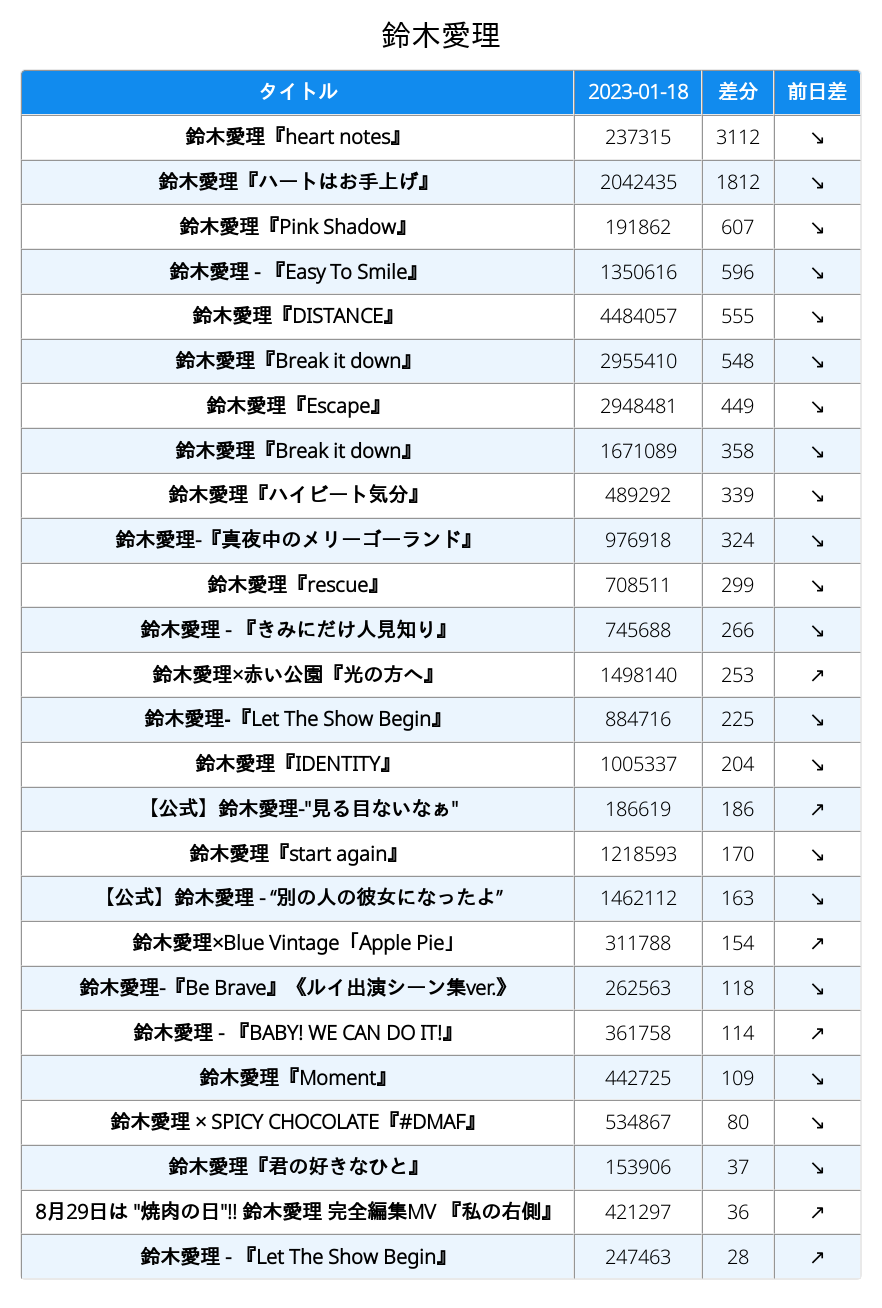 鈴木愛理
タイトル 2023-01-18 差分 前日差
鈴木愛理『heart notes』 237315 3112 ↘
鈴木愛理『ハートはお手上げ』 2042435 1812 ↘
鈴木愛理『Pink Shadow』 191862 607 ↘
鈴木愛理 - 『Easy To Smile』 1350616 596 ↘
鈴木愛理『DISTANCE』 4484057 555 ↘
鈴木愛理『Break it down』 2955410 548 ↘
鈴木愛理『Escape』 2948481 449 ↘
鈴木愛理『Break it down』 1671089 358 ↘
鈴木愛理『ハイビート気分』 489292 339 ↘
鈴木愛理-『真夜中のメリーゴーランド』 976918 324 ↘
鈴木愛理『rescue』 708511 299 ↘
鈴木愛理 - 『きみにだけ人見知り』 745688 266 ↘
鈴木愛理×赤い公園『光の方へ』 1498140 253 ↗
鈴木愛理-『Let The Show Begin』 884716 225 ↘
鈴木愛理『IDENTITY』 1005337 204 ↘
【公式】鈴木愛理-"見る目ないなぁ" 186619 186 ↗
鈴木愛理『start again』 1218593 170 ↘
【公式】鈴木愛理 - “別の人の彼女になったよ” 1462112 163 ↘
鈴木愛理×Blue Vintage「Apple Pie」 311788 154 ↗
鈴木愛理-『Be Brave』《ルイ出演シーン集ver.》 262563 118 ↘
鈴木愛理 - 『BABY! WE CAN DO IT!』 361758 114 ↗
鈴木愛理『Moment』 442725 109 ↘
鈴木愛理 × SPICY CHOCOLATE『#DMAF』 534867 80 ↘
鈴木愛理『君の好きなひと』 153906 37 ↘
8月29日は "焼肉の日"!! 鈴木愛理 完全編集MV 『私の右側』 421297 36 ↗
鈴木愛理 - 『Let The Show Begin』 247463 28 ↗